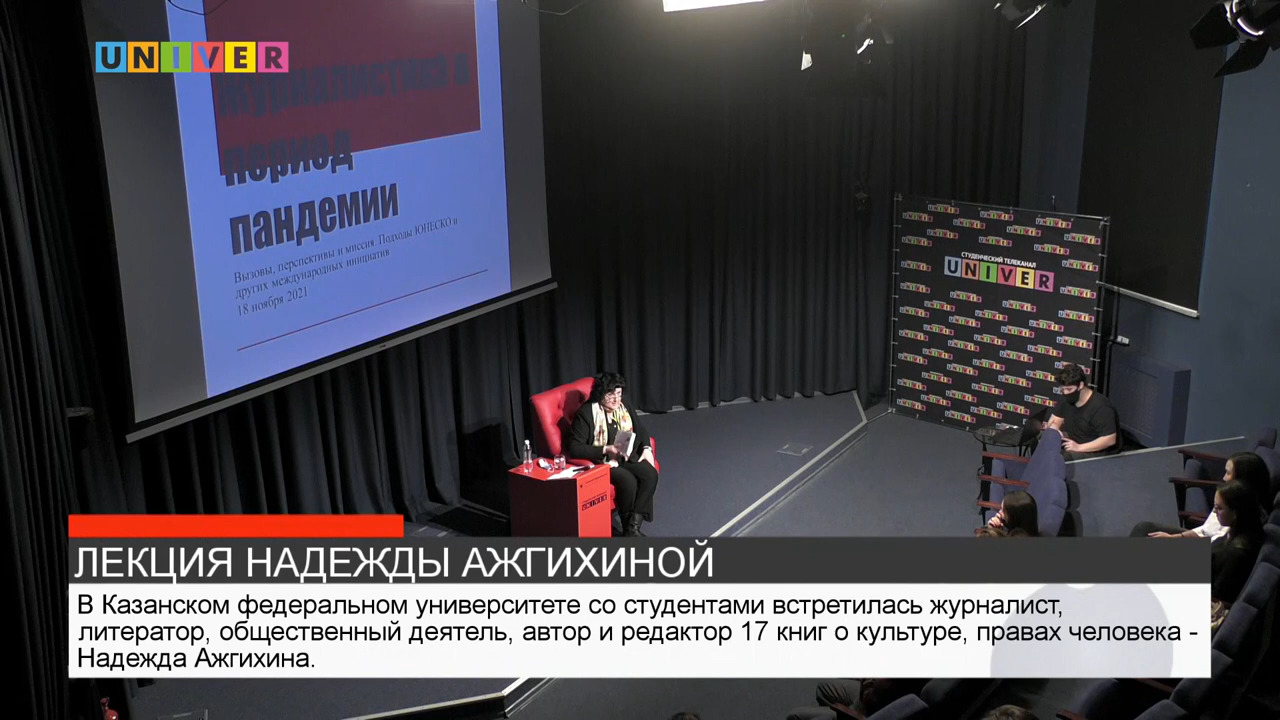 UNIVER
Журналистика в
период
пандемии
Вызовы, перспективы и миссия. Подходы ЮНЕСКО и
других международных инициатив
18 ноября 2021
СТУДЕНЧЕСКИЙ ТЕЛЕКАНАЛ
UNIVER
UNIVER
ЛЕКЦИЯ НАДЕЖДЫ АЖГИХИНОЙ
В Казанском федеральном университете со студентами встретилась журналист,
литератор, общественный деятель, автор и редактор 17 книг о культуре, правах человека -
Надежда Ажгихина.